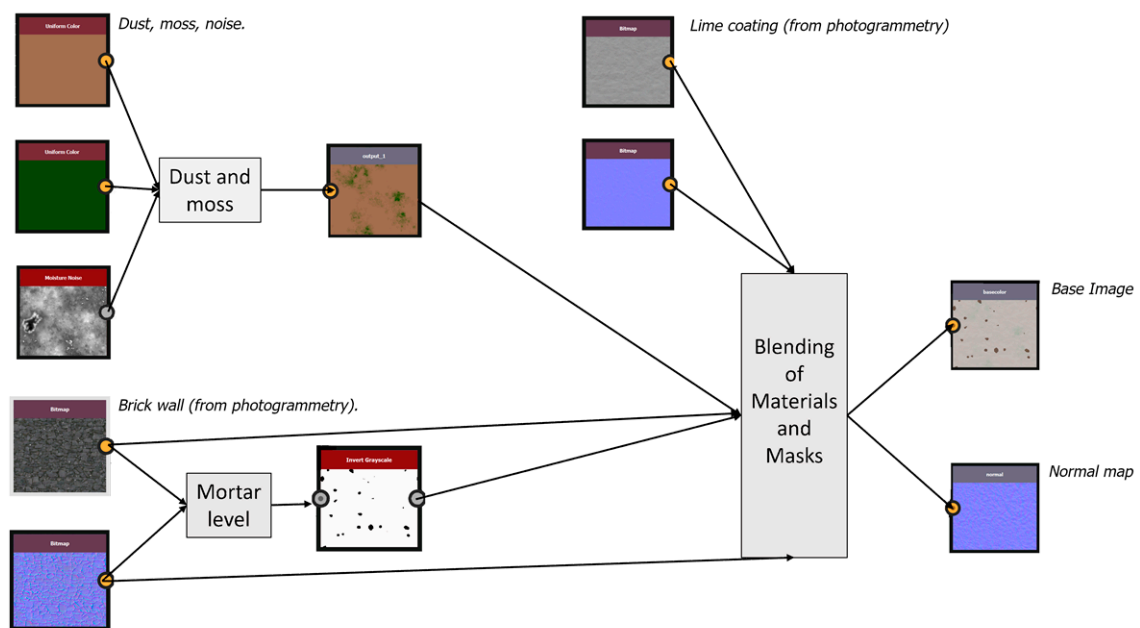 Uniform Color
Dust, moss, noise.
Uniform Color
Dust and
moss
output_1
Moisture Noise
Bitmap
Lime coating (from photogrammetry)
Bitmap
Bitmap
Brick wall (from photogrammetry).
Mortar
level
Invert Grayscale
Bitmap
Blending
of
Materials
and
Masks
basecolor
Base Image
normal
Normal map